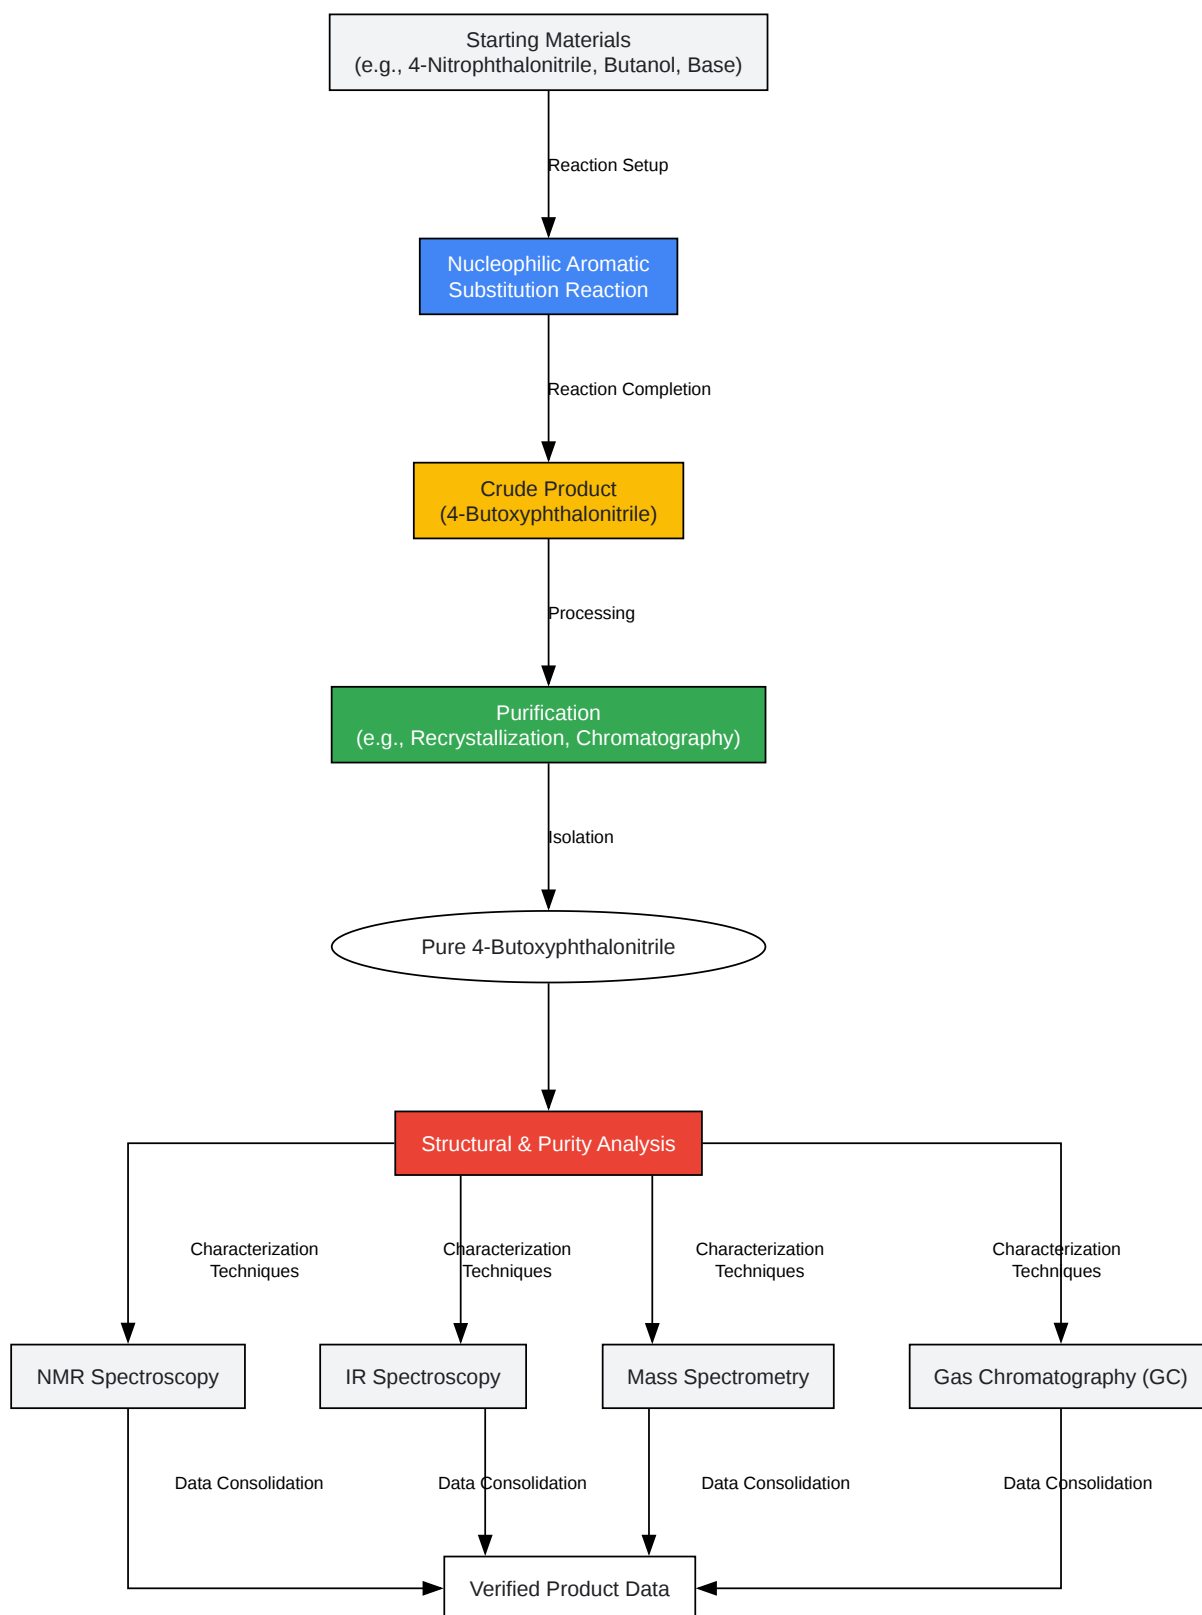 Starting Materials
(e.g., 4-Nitrophthalonitrile, Butanol, Base)
Reaction Setup
Nucleophilic Aromatic
Substitution Reaction
Reaction Completion
Crude Product
(4-Butoxyphthalonitrile)
Processing
Purification
(e.g., Recrystallization, Chromatography)
Isolation
Pure 4-Butoxyphthalonitrile
Structural & Purity Analysis
Characterization
Techniques
Characterization
Techniques
Characterization
Techniques
Characterization
Techniques
NMR Spectroscopy
IR Spectroscopy
Mass Spectrometry
Gas Chromatography (GC)
Data Consolidation
Data Consolidation
Data Consolidation
Data Consolidation
Verified Product Data